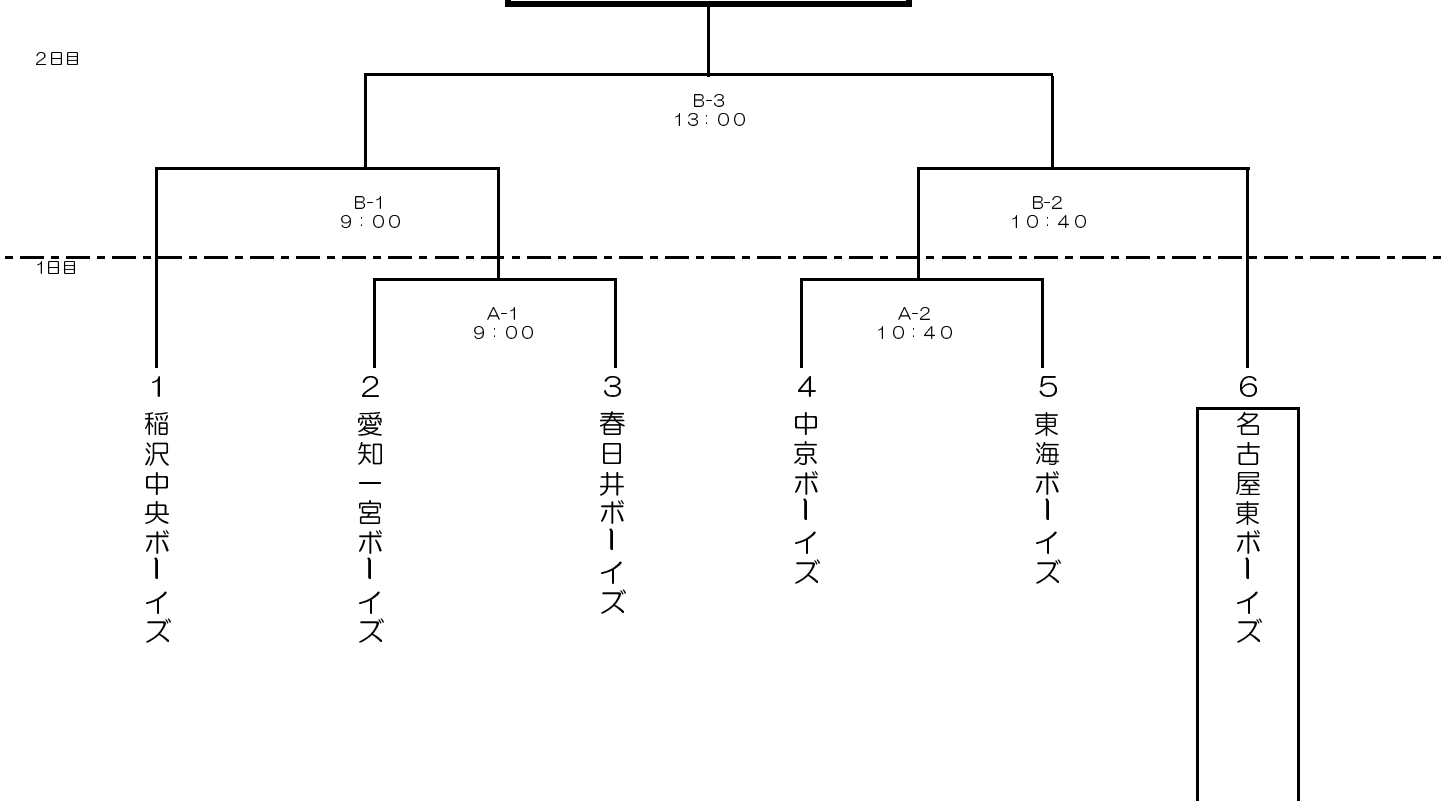 ２日目
B-3
１３：００
B-1
９：００
B-2
１０：４０
１日目
A-1
９：００
A-2
１０：４０
１
稲沢中央ボーイズ
２
愛知一宮ボーイズ
３
春日井ボーイズ
４
中京ボーイズ
５
東海ボーイズ
６
名古屋東ボーイズ